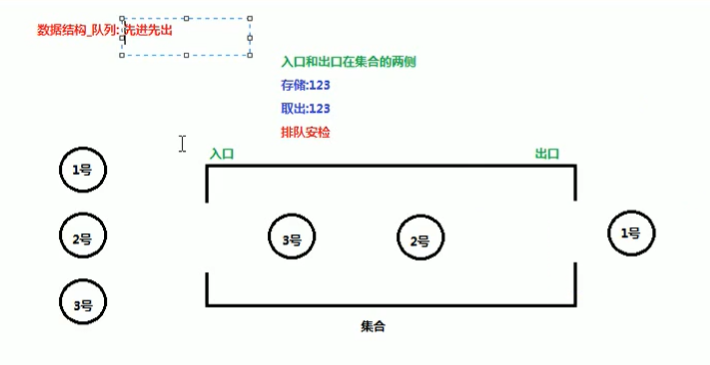 数据结构_队列: 先进先出
入口和出口在集合的两侧
存储:123
取出:123
排队安检
入口
出口
1号
2号
3号
3号
2号
1号
集合